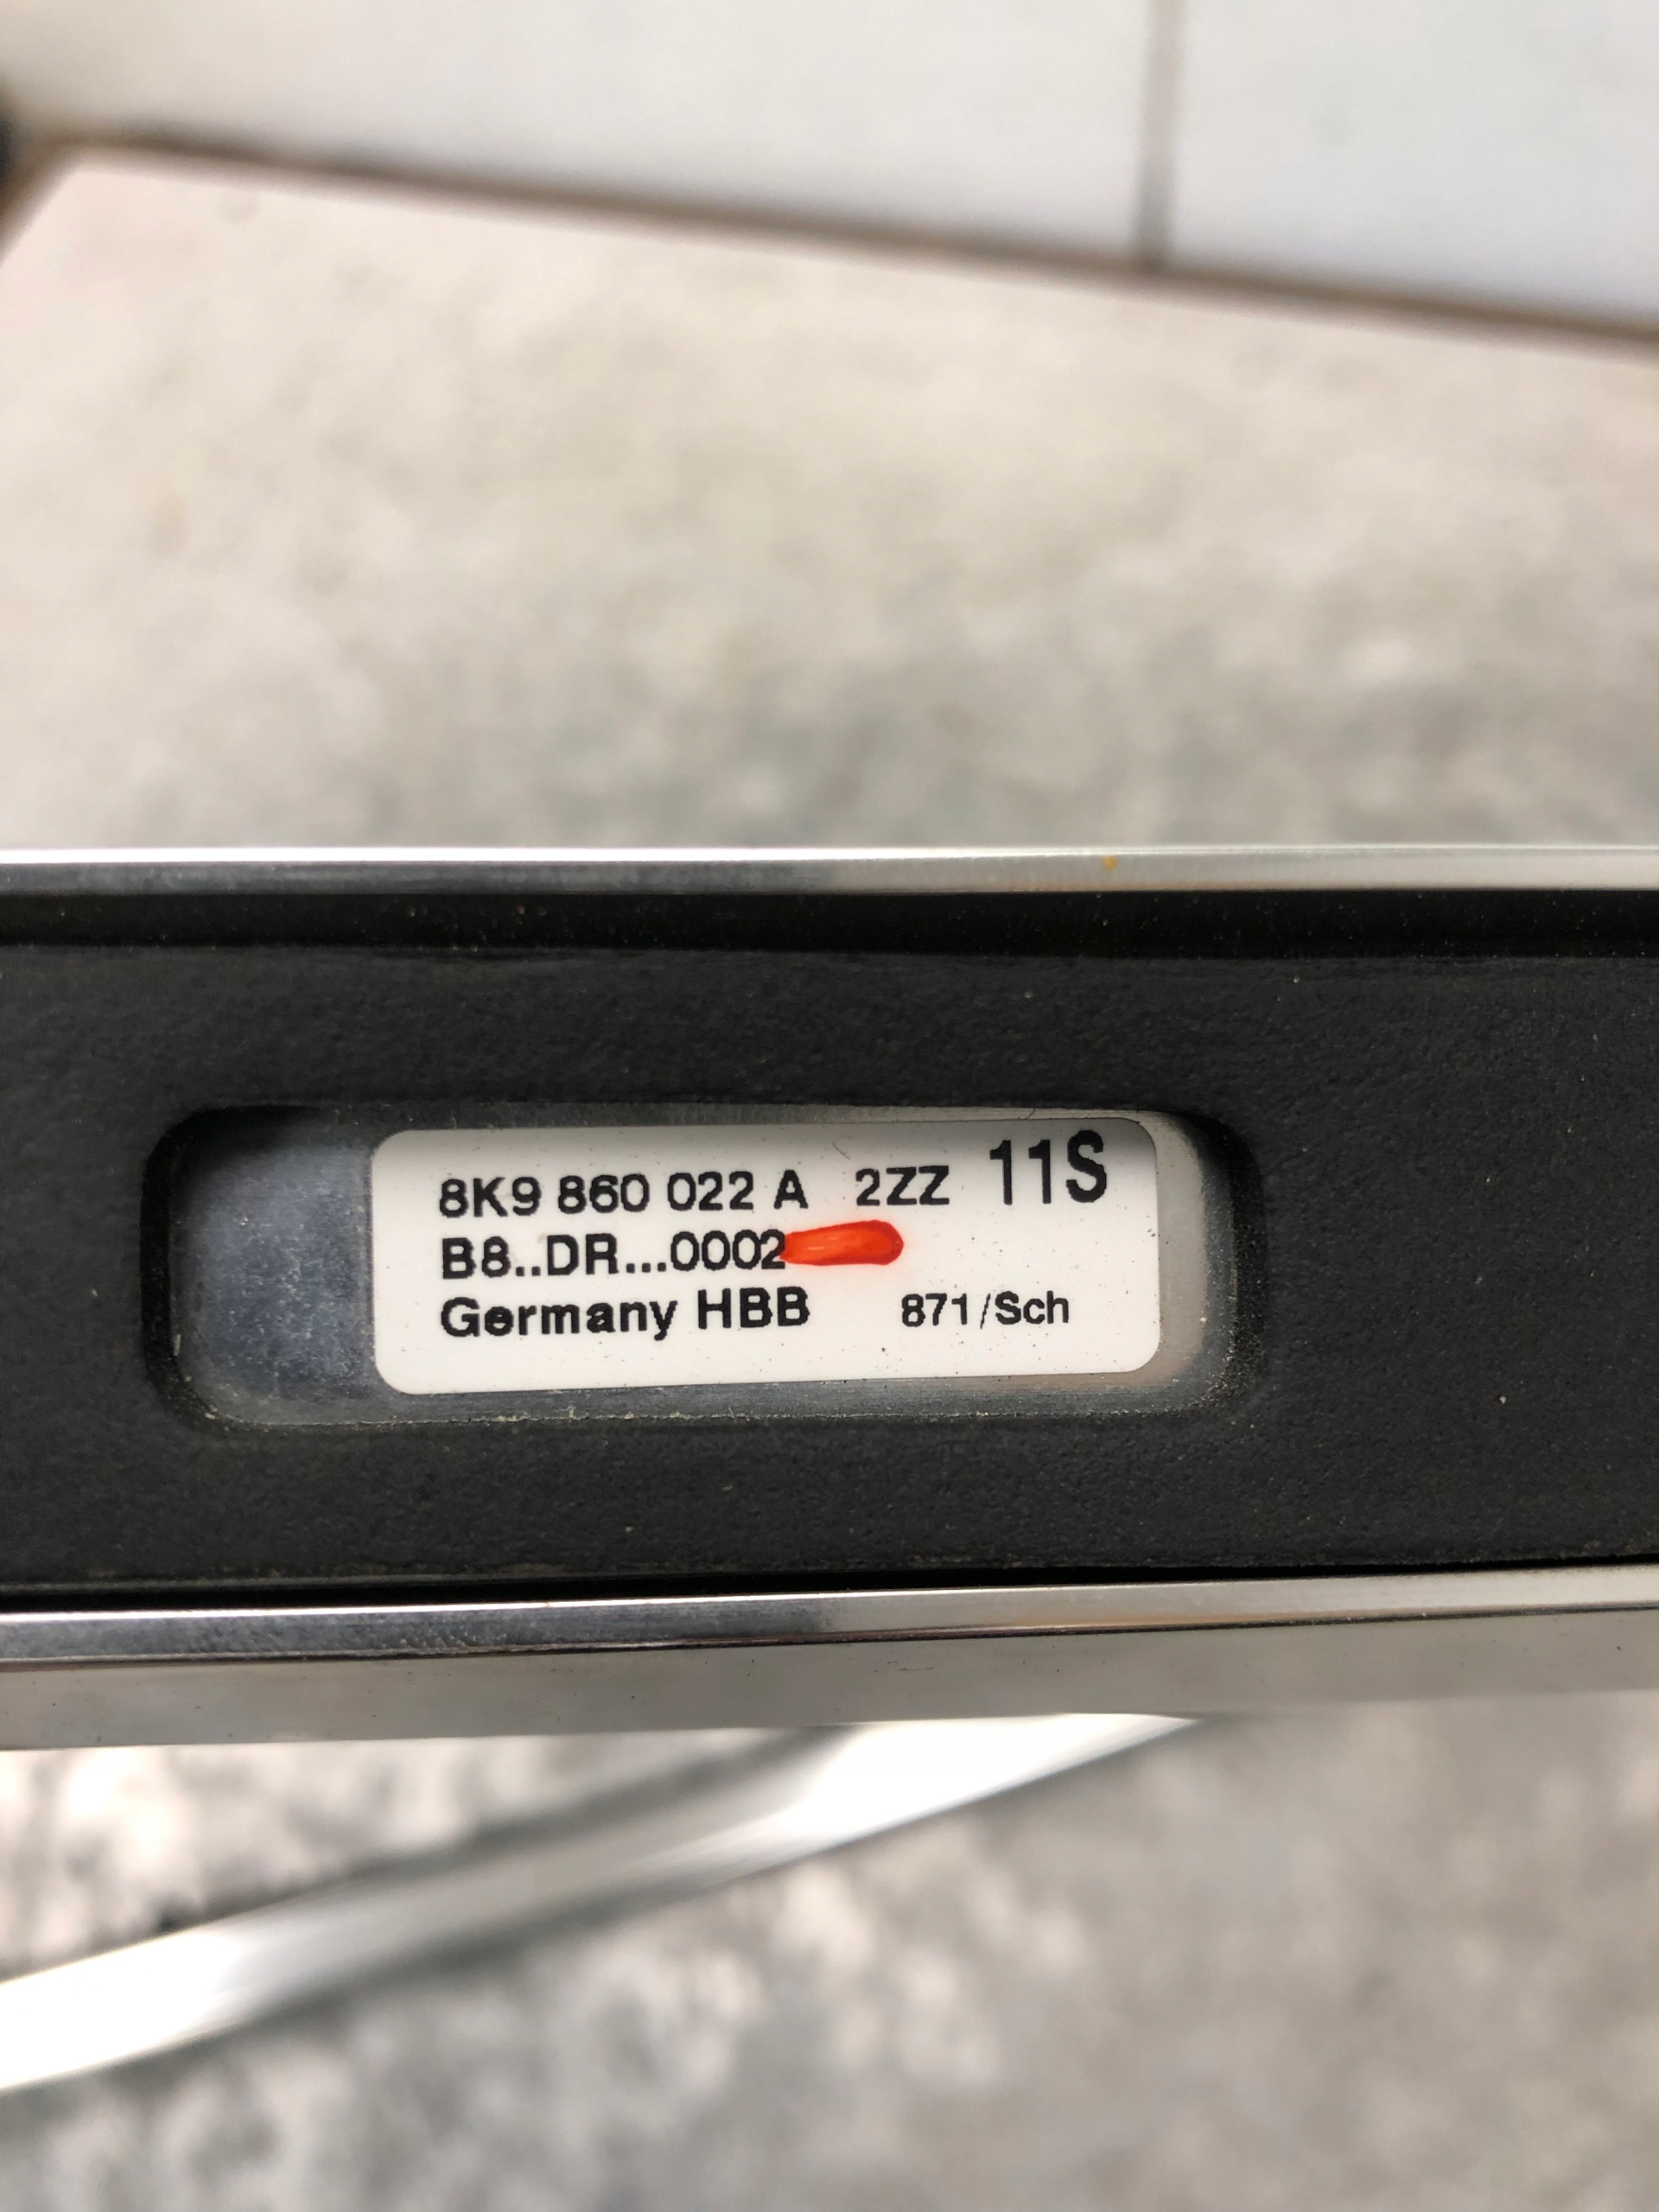 8K9 860 022 A 2ZZ 11S
B8..DR...0002
Germany HBB 871/Sch